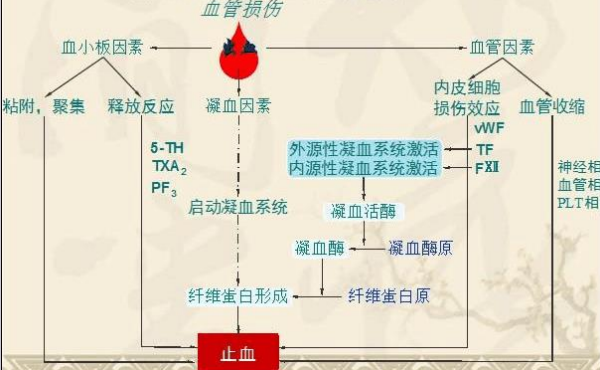 血管损伤
血小板因素
出血
血管因素
粘附，聚集
释放反应
凝血因素
内皮细胞
损伤效应
血管收缩
5-TH
TXA₂
PF₃
vWF
TF
FⅫ
外源性凝血系统激活
内源性凝血系统激活
神经相
血管相
PLT相
启动凝血系统
凝血活酶
凝血酶
凝血酶原
纤维蛋白形成
纤维蛋白原
止血